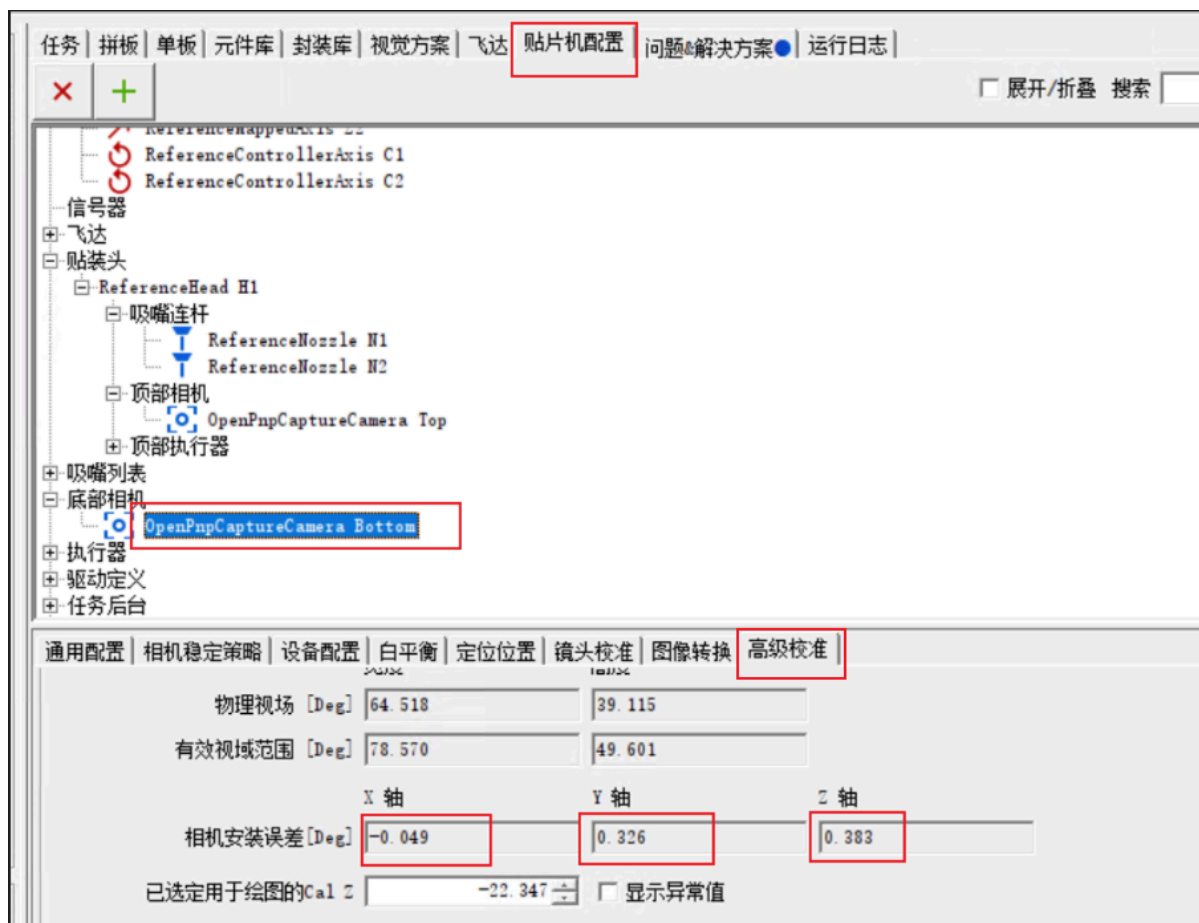 任务 拼板 单板 元件库 封装库 视觉方案 飞达 贴片机配置 问题&解决方案 运行日志
展开/折叠 搜索
ReferenceMappedAxis Z2
ReferenceControllerAxis C1
ReferenceControllerAxis C2
信号器
飞达
贴装头
ReferenceHead H1
吸嘴连杆
ReferenceNozzle N1
ReferenceNozzle N2
顶部相机
OpenPnpCaptureCamera Top
顶部执行器
吸嘴列表
底部相机
OpenPnpCaptureCamera Bottom
执行器
驱动定义
任务后台
通用配置 相机稳定策略 设备配置 白平衡 定位位置 镜头校准 图像转换 高级校准
宽度 高度
物理视场 [Deg] 64.518 39.115
有效视域范围 [Deg] 78.570 49.601
X 轴 Y 轴 Z 轴
相机安装误差[Deg] -0.049 0.326 0.383
已选定用于绘图的Cal Z -22.347 显示异常值